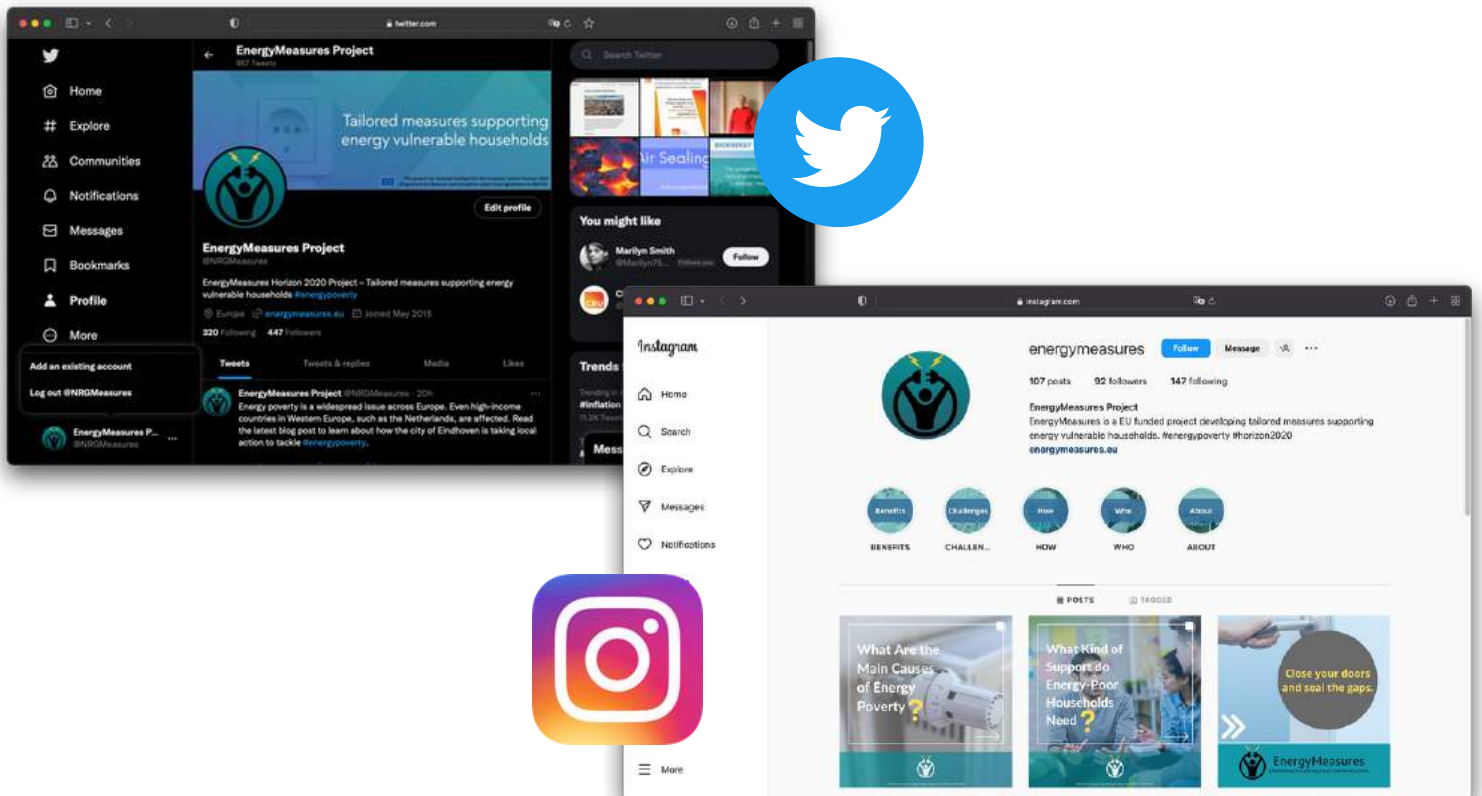 twitter.com
EnergyMeasures Project
987 Tweets
Search Twitter
Home
Explore
Communities
Notifications
Messages
Bookmarks
Profile
More
Add an existing account
Log out @NRGMeasures
EnergyMeasures P...
@NRGMeasures
Tailored measures supporting
energy vulnerable households
Edit profile
EnergyMeasures Project
@NRGMeasures
EnergyMeasures Horizon 2020 Project – Tailored measures supporting energy
vulnerable households #energypoverty
Europe energymeasures.eu Joined May 2015
320 Following 447 Followers
Tweets Tweets & replies Media Likes
EnergyMeasures Project @NRGMeasures · 20h
Energy poverty is a widespread issue across Europe. Even high-income
countries in Western Europe, such as the Netherlands, are affected. Read
the latest blog post to learn about how the city of Eindhoven is taking local
action to tackle #energypoverty.
Air Sealing
BIOENERGY
You might like
Marilyn Smith
@Marilyn75... Follows you
Follow
CRU
Trends
#inflation
Mess
instagram.com
Instagram
Home
Search
Explore
Messages
Notifications
More
energymeasures Follow Message
107 posts 92 followers 147 following
EnergyMeasures Project
EnergyMeasures is a EU funded project developing tailored measures supporting
energy vulnerable households. #energypoverty #horizon2020
energymeasures.eu
Benefits Challenges How Who About
BENEFITS CHALLEN... HOW WHO ABOUT
POSTS TAGGED
What Are the
Main Causes
of Energy
Poverty ?
What Kind of
Support do
Energy-Poor
Households
Need ?
Close your doors
and seal the gaps.
EnergyMeasures